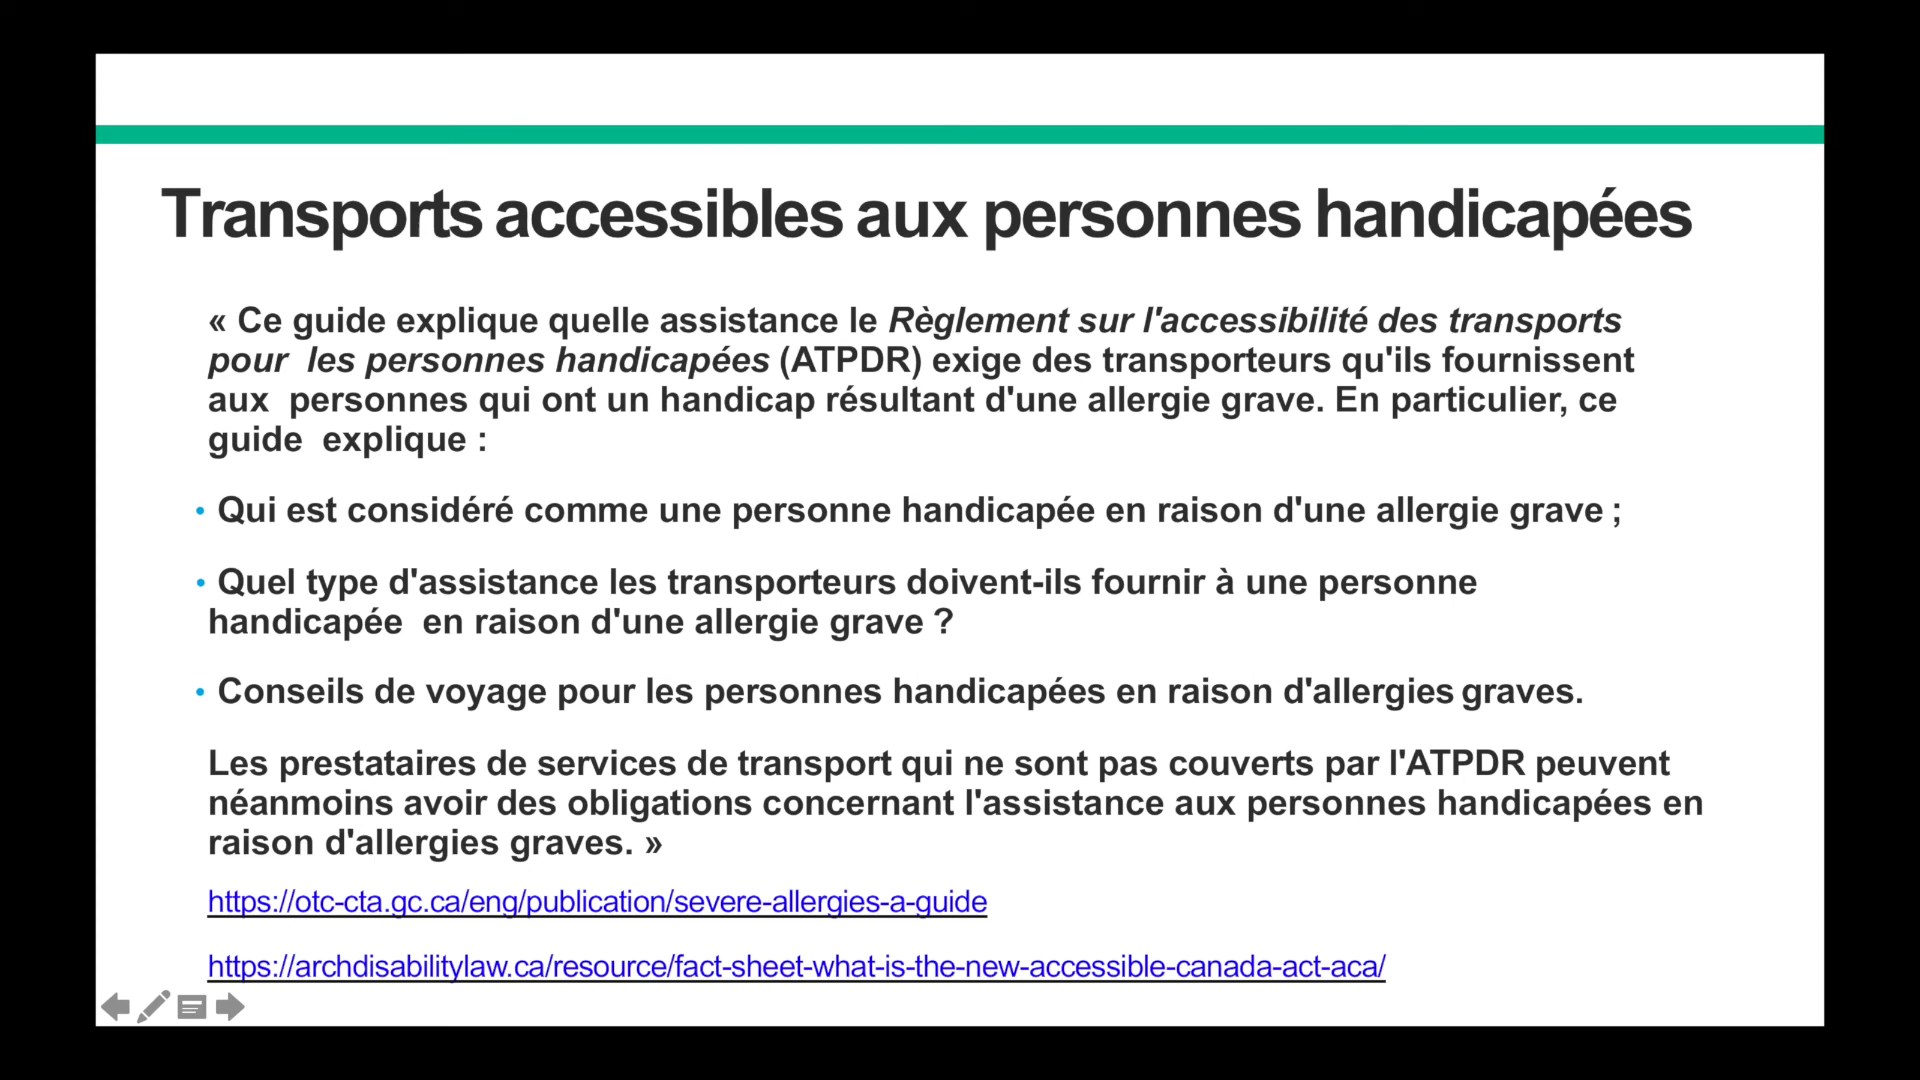 Transports accessibles aux personnes handicapées
« Ce guide explique quelle assistance le Règlement sur l'accessibilité des transports
pour les personnes handicapées (ATPDR) exige des transporteurs qu'ils fournissent
aux personnes qui ont un handicap résultant d'une allergie grave. En particulier, ce
guide explique :
• Qui est considéré comme une personne handicapée en raison d'une allergie grave ;
• Quel type d'assistance les transporteurs doivent-ils fournir à une personne
handicapée en raison d'une allergie grave ?
• Conseils de voyage pour les personnes handicapées en raison d'allergies graves.
Les prestataires de services de transport qui ne sont pas couverts par l'ATPDR peuvent
néanmoins avoir des obligations concernant l'assistance aux personnes handicapées en
raison d'allergies graves. »
https://otc-cta.gc.ca/eng/publication/severe-allergies-a-guide
https://archdisabilitylaw.ca/resource/fact-sheet-what-is-the-new-accessible-canada-act-aca/